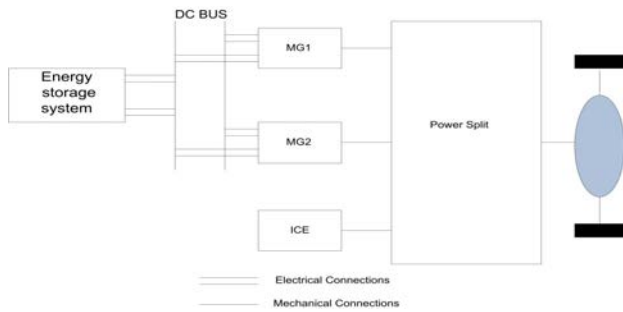 DC BUS
MG1
Energy
storage
system
Power Split
MG2
ICE
Electrical Connections
Mechanical Connections